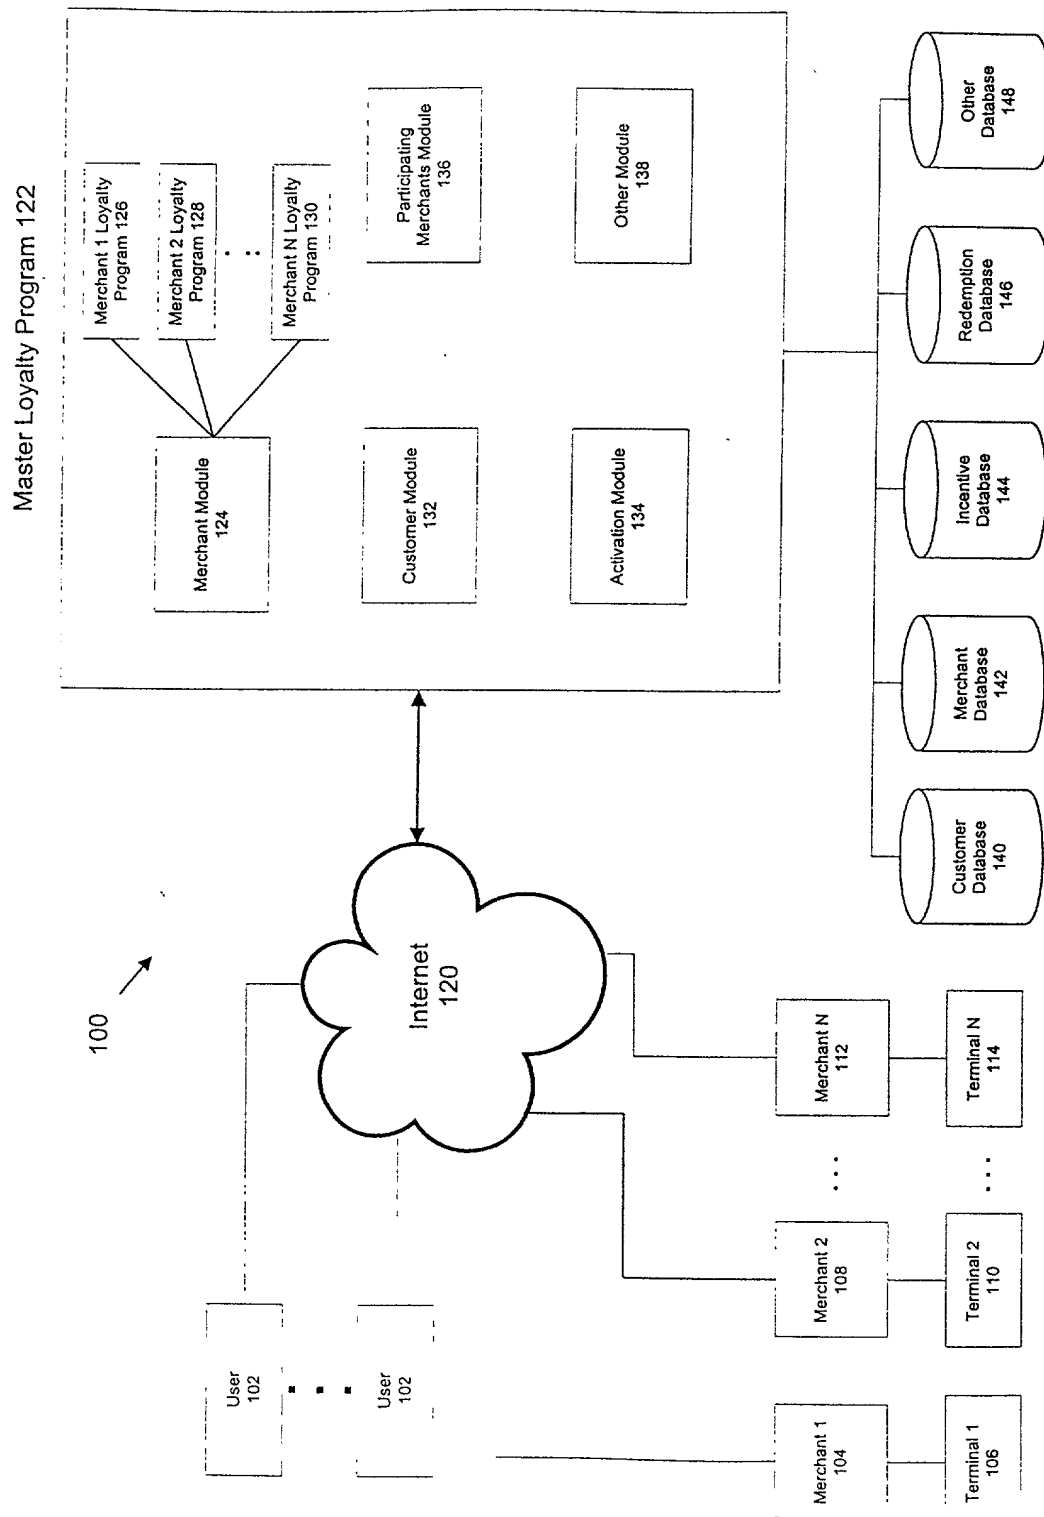 Master Loyalty Program 122
100
User
102
User
102
Internet
120
Merchant 1
104
Terminal 1
106
Merchant 2
108
Terminal 2
110
. . .
. . .
Merchant N
112
Terminal N
114
Merchant Module
124
Merchant 1 Loyalty
Program 126
Merchant 2 Loyalty
Program 128
Merchant N Loyalty
Program 130
Customer Module
132
Participating
Merchants Module
136
Activation Module
134
Other Module
138
Customer
Database
140
Merchant
Database
142
Incentive
Database
144
Redemption
Database
146
Other
Database
148